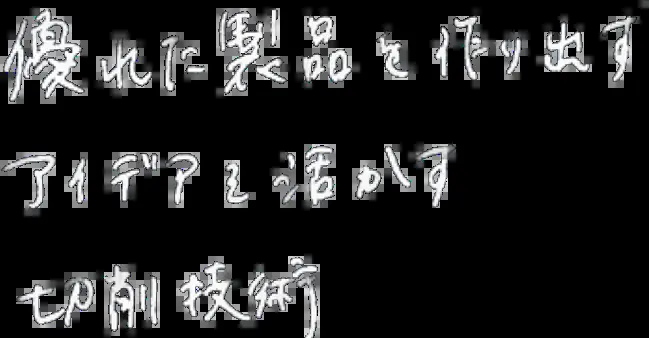 優れた製品を作り出す
アイデアを活かす
切削技術